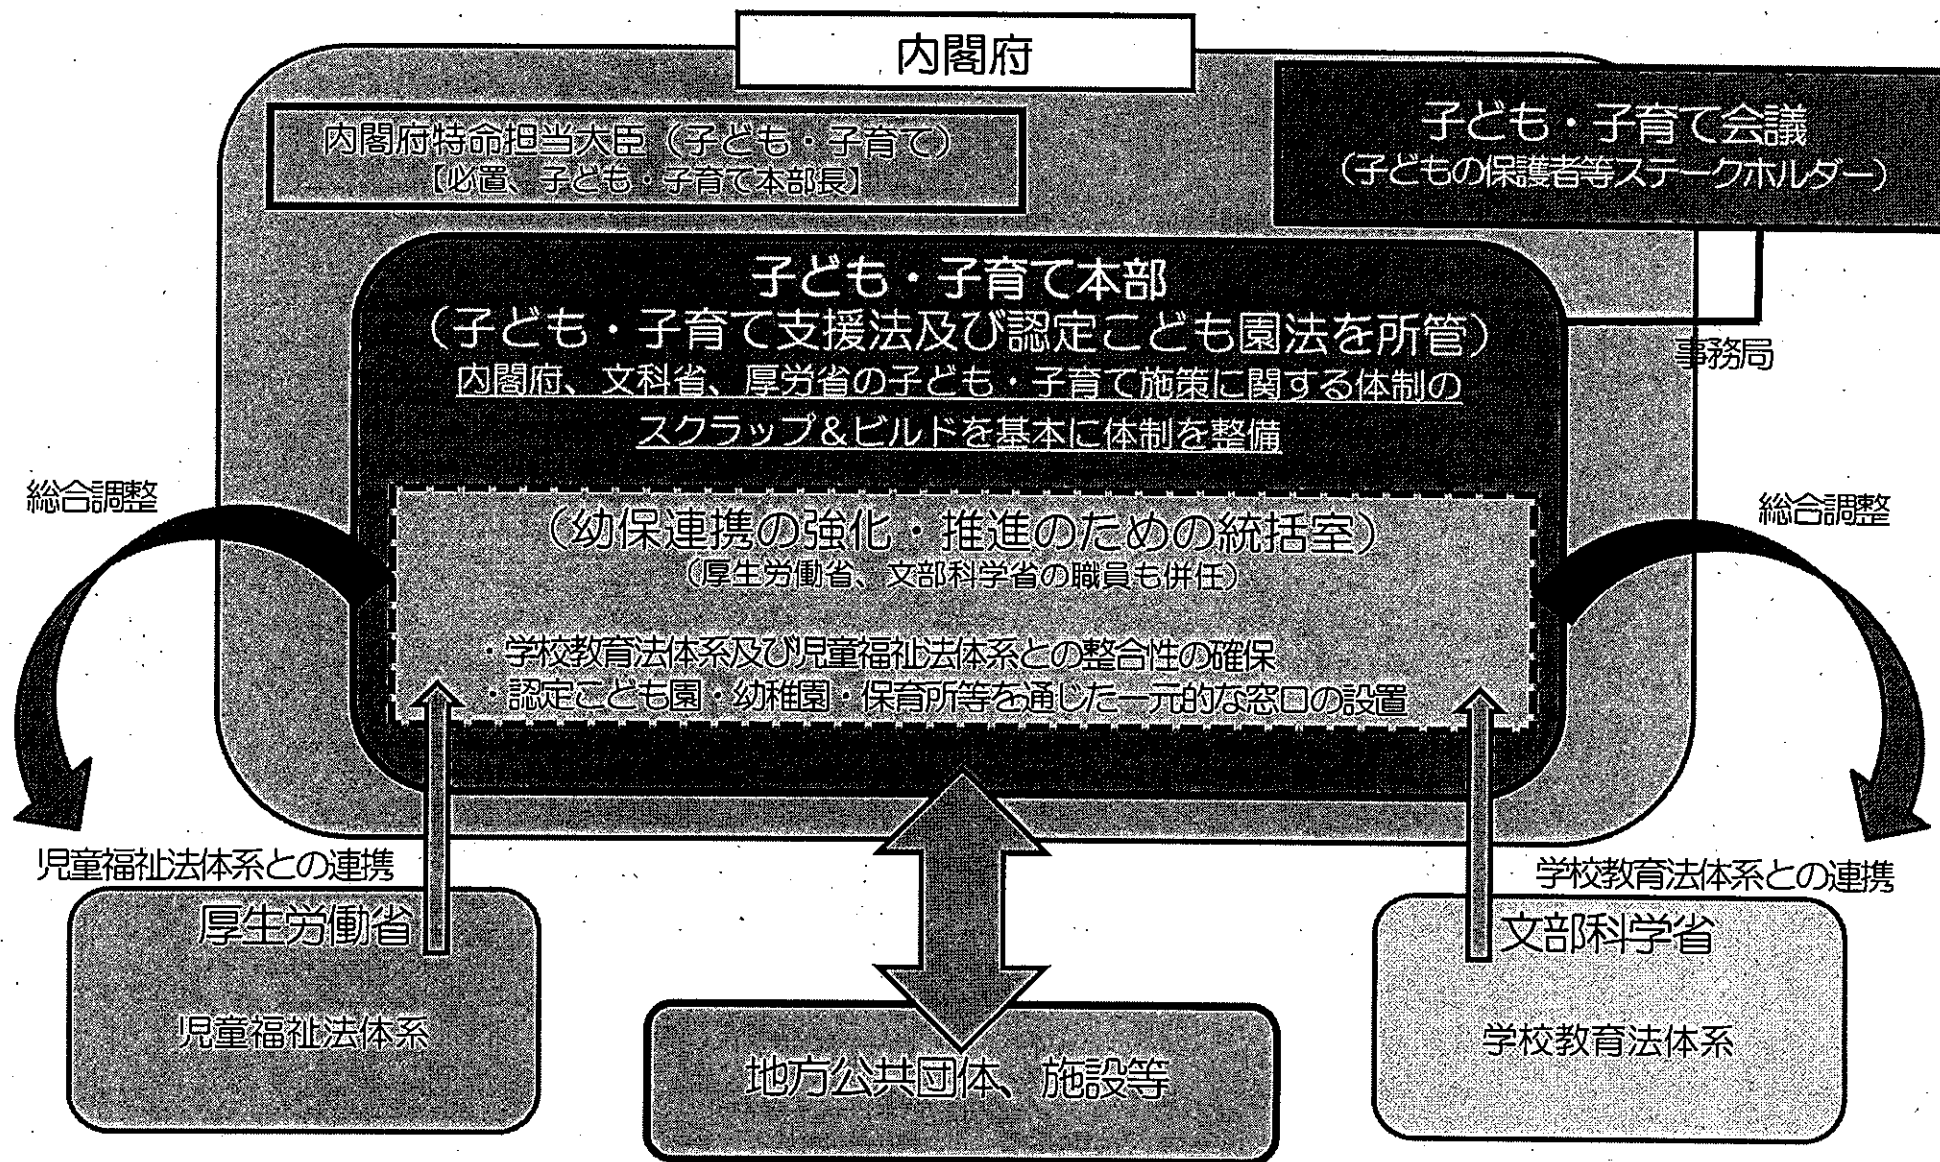 内閣府
内閣府特命担当大臣（子ども・子育て）
【必置、子ども・子育て本部長】
子ども・子育て会議
（子どもの保護者等ステークホルダー）
子ども・子育て本部
（子ども・子育て支援法及び認定こども園法を所管）
内閣府、文科省、厚労省の子ども・子育て施策に関する体制の
スクラップ＆ビルドを基本に体制を整備
事務局
総合調整
総合調整
（幼保連携の強化・推進のための統括室）
（厚生労働省、文部科学省の職員も併任）
・学校教育法体系及び児童福祉法体系との整合性の確保
・認定こども園・幼稚園・保育所等を通じた一元的な窓口の設置
児童福祉法体系との連携
学校教育法体系との連携
厚生労働省
児童福祉法体系
地方公共団体、施設等
文部科学省
学校教育法体系